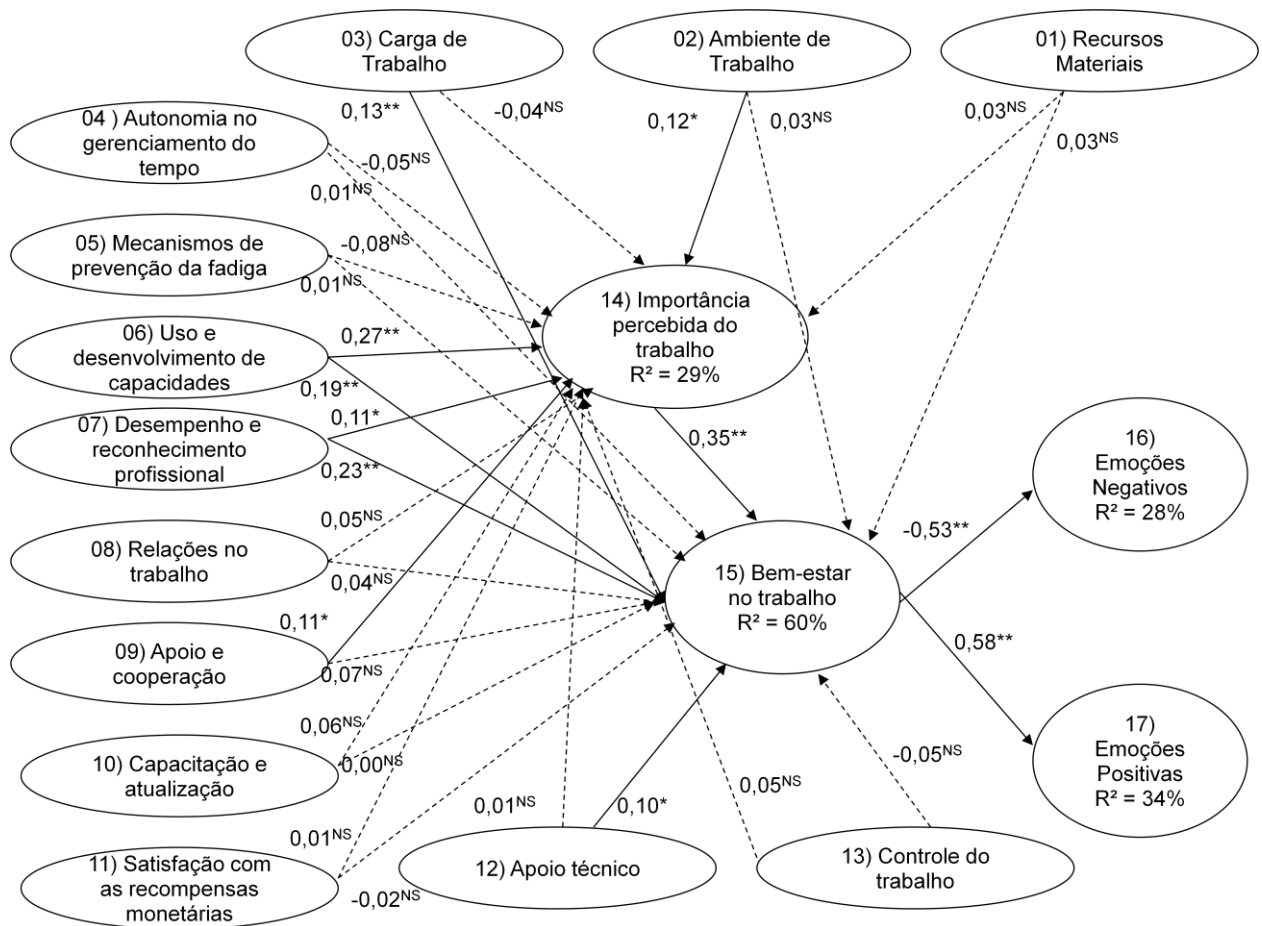 03) Carga de
Trabalho
02) Ambiente de
Trabalho
01) Recursos
Materiais
0,13**
-0,04NS
0,12*
0,03NS
0,03NS
0,03NS
04 ) Autonomia no
gerenciamento do
tempo
-0,05NS
0,01NS
05) Mecanismos de
prevenção da fadiga
-0,08NS
0,01NS
14) Importância
percebida do
trabalho
R² = 29%
06) Uso e
desenvolvimento de
capacidades
0,27**
0,19**
07) Desempenho e
reconhecimento
profissional
0,11*
0,23**
0,35**
16)
Emoções
Negativos
R² = 28%
-0,53**
08) Relações no
trabalho
0,05NS
0,04NS
15) Bem-estar
no trabalho
R² = 60%
0,58**
09) Apoio e
cooperação
0,11*
0,07NS
17)
Emoções
Positivas
R² = 34%
10) Capacitação e
atualização
0,06NS
0,00NS
-0,05NS
0,05NS
11) Satisfação com
as recompensas
monetárias
0,01NS
-0,02NS
12) Apoio técnico
0,01NS
0,10*
13) Controle do
trabalho